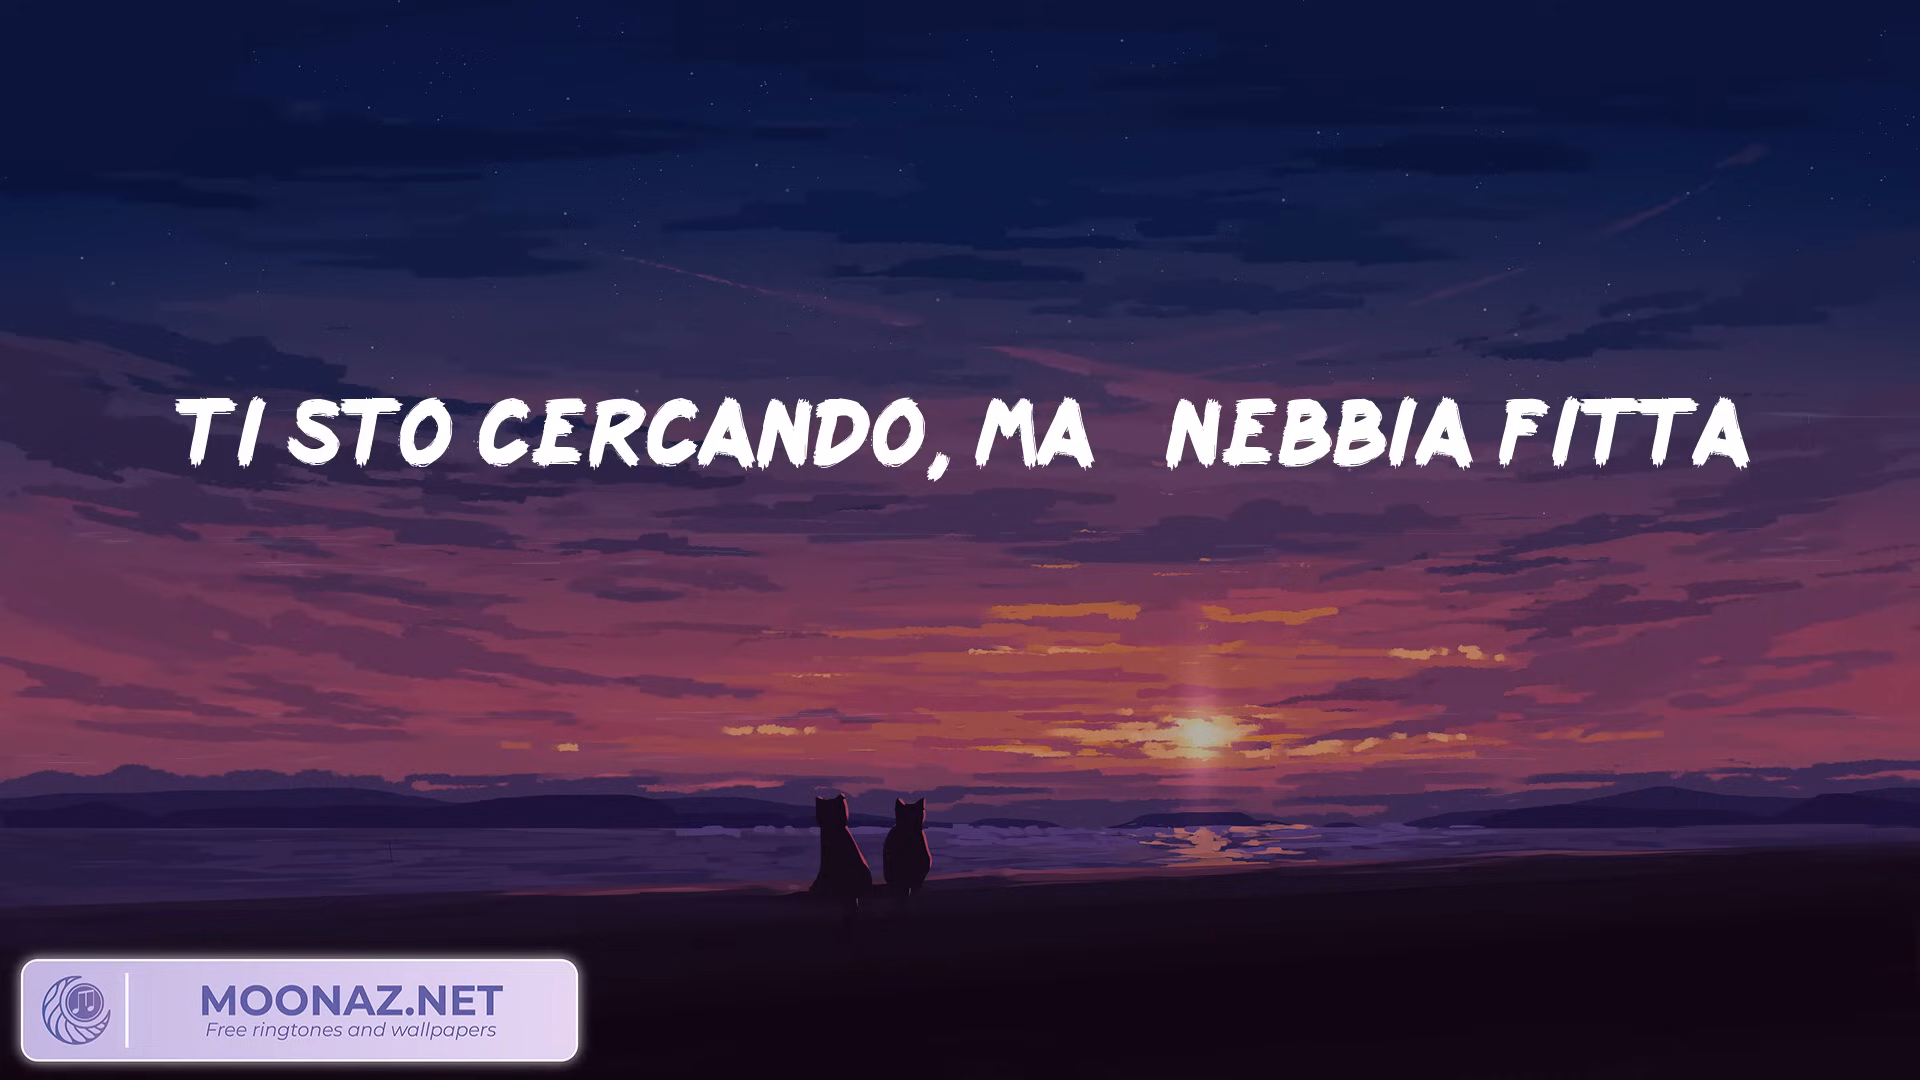 TI STO CERCANDO, MA   NEBBIA FITTA
MOONAZ.NET
Free ringtones and wallpapers